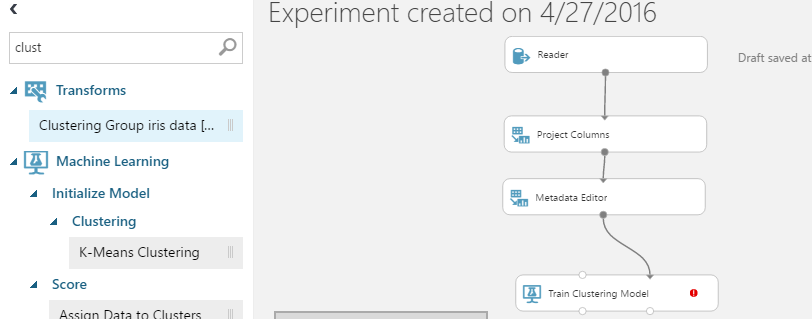 Experiment created on 4/27/2016
clust
Transforms
Clustering Group iris data [...
Machine Learning
Initialize Model
Clustering
K-Means Clustering
Score
Assign Data to Clusters
Reader
Draft saved at
Project Columns
Metadata Editor
Train Clustering Model